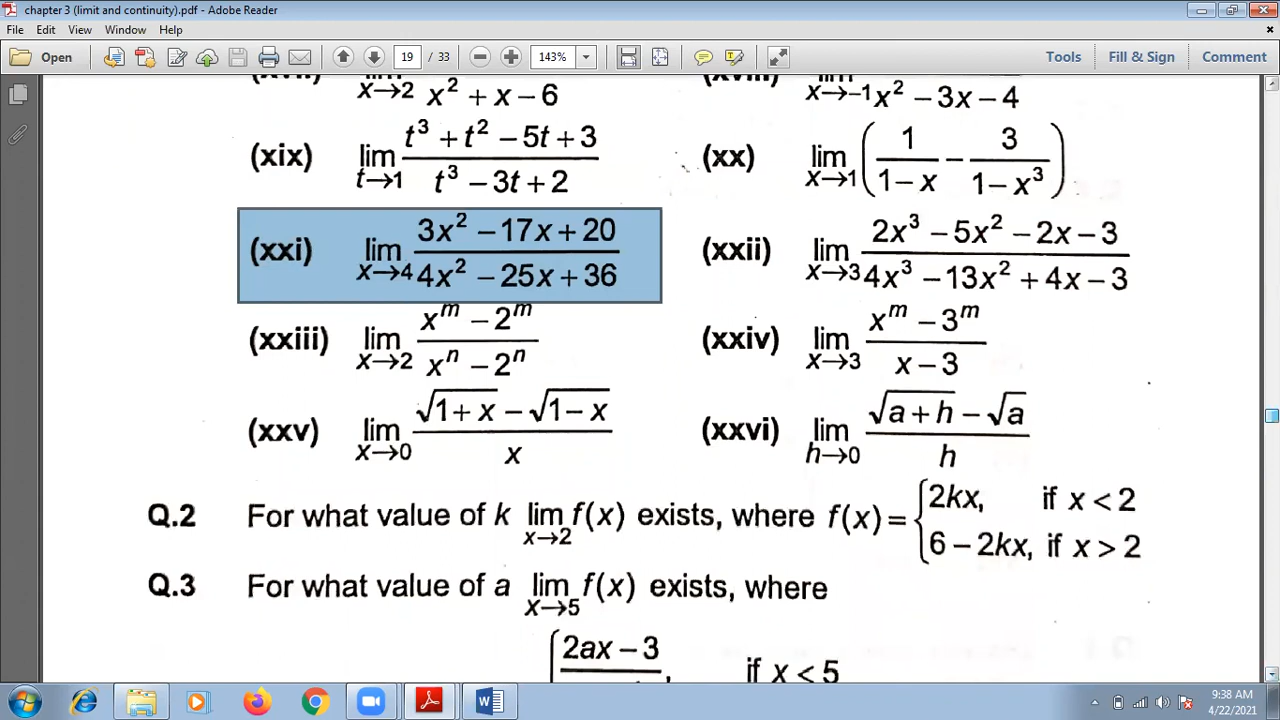 chapter 3 (limit and continuity).pdf - Adobe Reader
File Edit View Window Help
Open 19 / 33 143% Tools Fill & Sign Comment
x→2 x² + x – 6 x→–1 x² – 3x – 4
(xix) lim t→1 (t³ + t² – 5t + 3)/(t³ – 3t + 2) (xx) lim x→1 (1/(1–x) – 3/(1–x³))
(xxi) lim x→4 (3x² – 17x + 20)/(4x² – 25x + 36) (xxii) lim x→3 (2x³ – 5x² – 2x – 3)/(4x³ – 13x² + 4x – 3)
(xxiii) lim x→2 (x^m – 2^m)/(x^n – 2^n) (xxiv) lim x→3 (x^m – 3^m)/(x – 3)
(xxv) lim x→0 (√(1+x) – √(1–x))/x (xxvi) lim h→0 (√(a+h) – √a)/h
Q.2 For what value of k lim x→2 f(x) exists, where f(x) = { 2kx, if x < 2
6 – 2kx, if x > 2
Q.3 For what value of a lim x→5 f(x) exists, where
2ax – 3
if x < 5
9:38 AM
4/22/2021